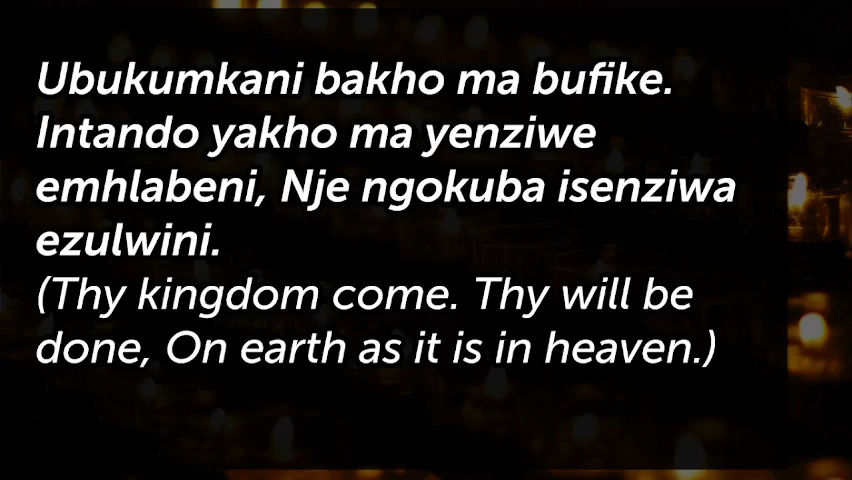 Ubukumkani bakho ma bufike.
Intando yakho ma yenziwe
emhlabeni, Nje ngokuba isenziwa
ezulwini.
(Thy kingdom come. Thy will be
done, On earth as it is in heaven.)